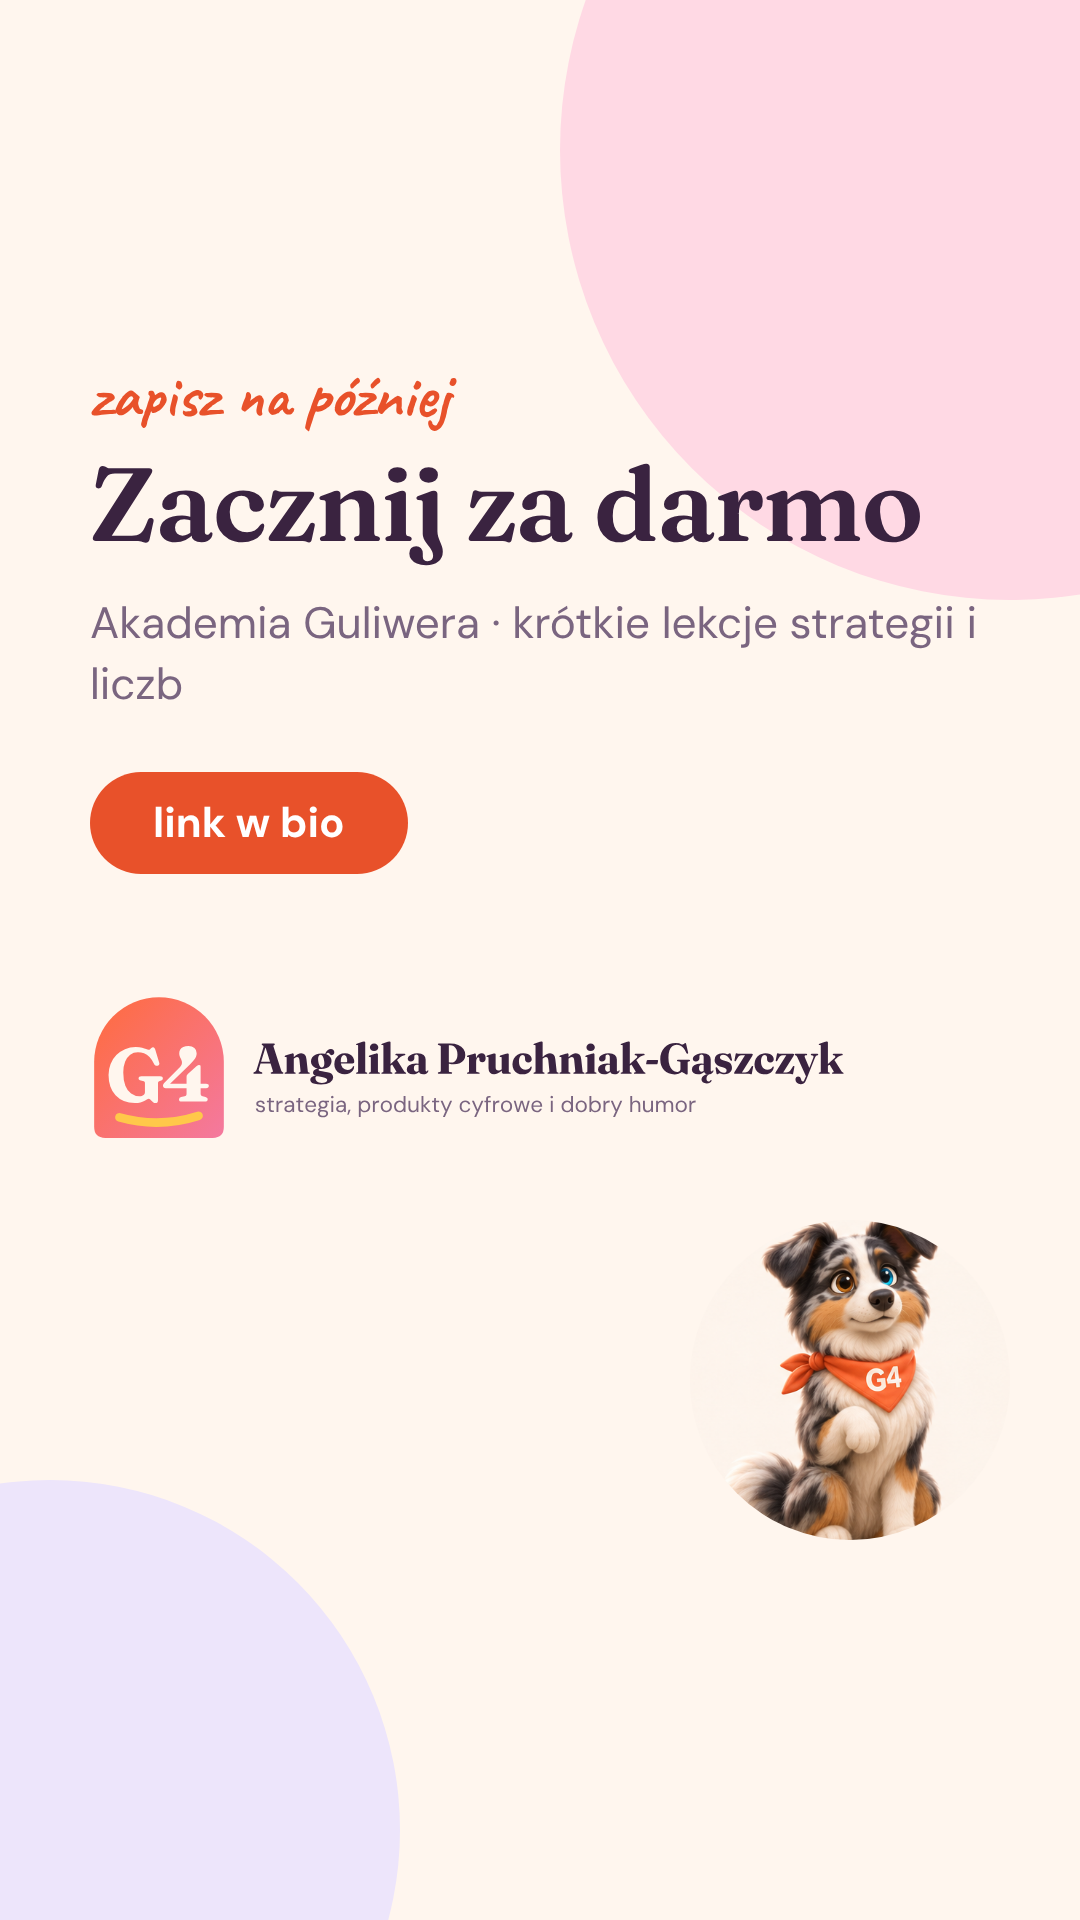 zapisz na później
Zacznij za darmo
Akademia Guliwera · krótkie lekcje strategii i
liczb
link w bio
G4
Angelika Pruchniak-Gąszczyk
strategia, produkty cyfrowe i dobry humor
G4